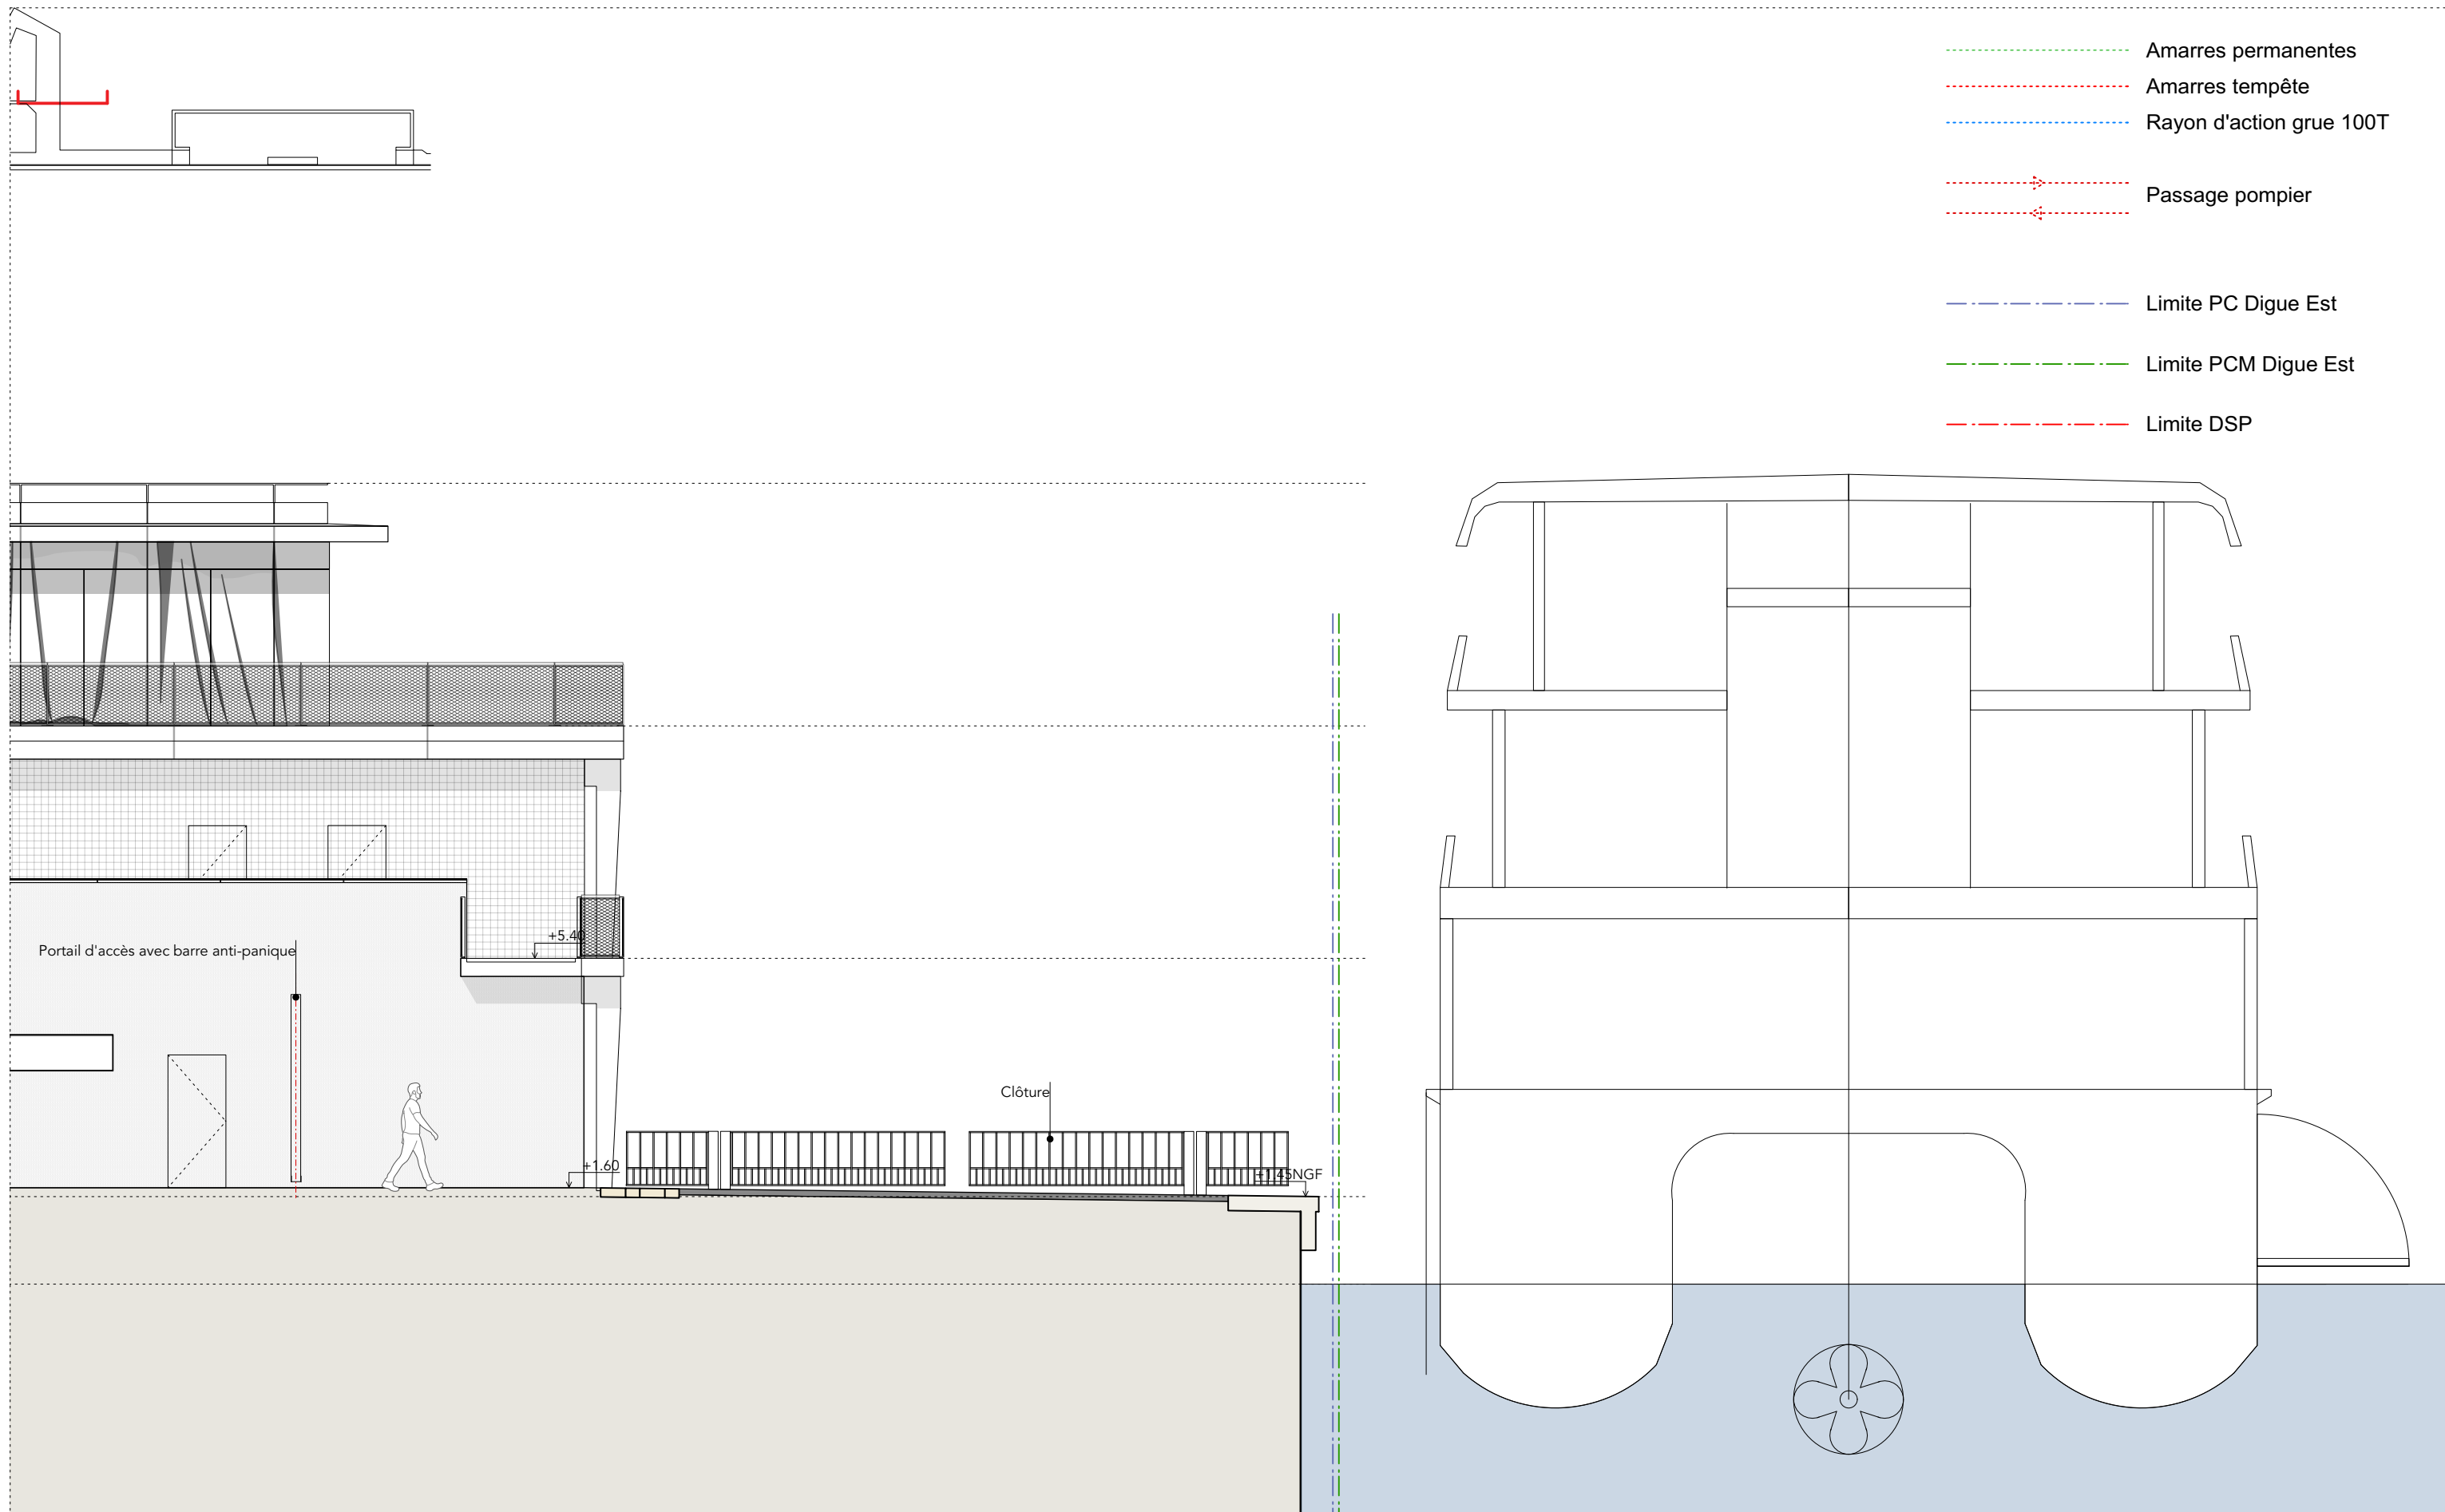 Amarres permanentes
Amarres tempête
Rayon d'action grue 100T
Passage pompier
Limite PC Digue Est
Limite PCM Digue Est
Limite DSP
+5.40
Portail d'accès avec barre anti-panique
Clôture
+1.60
+1.45NGF